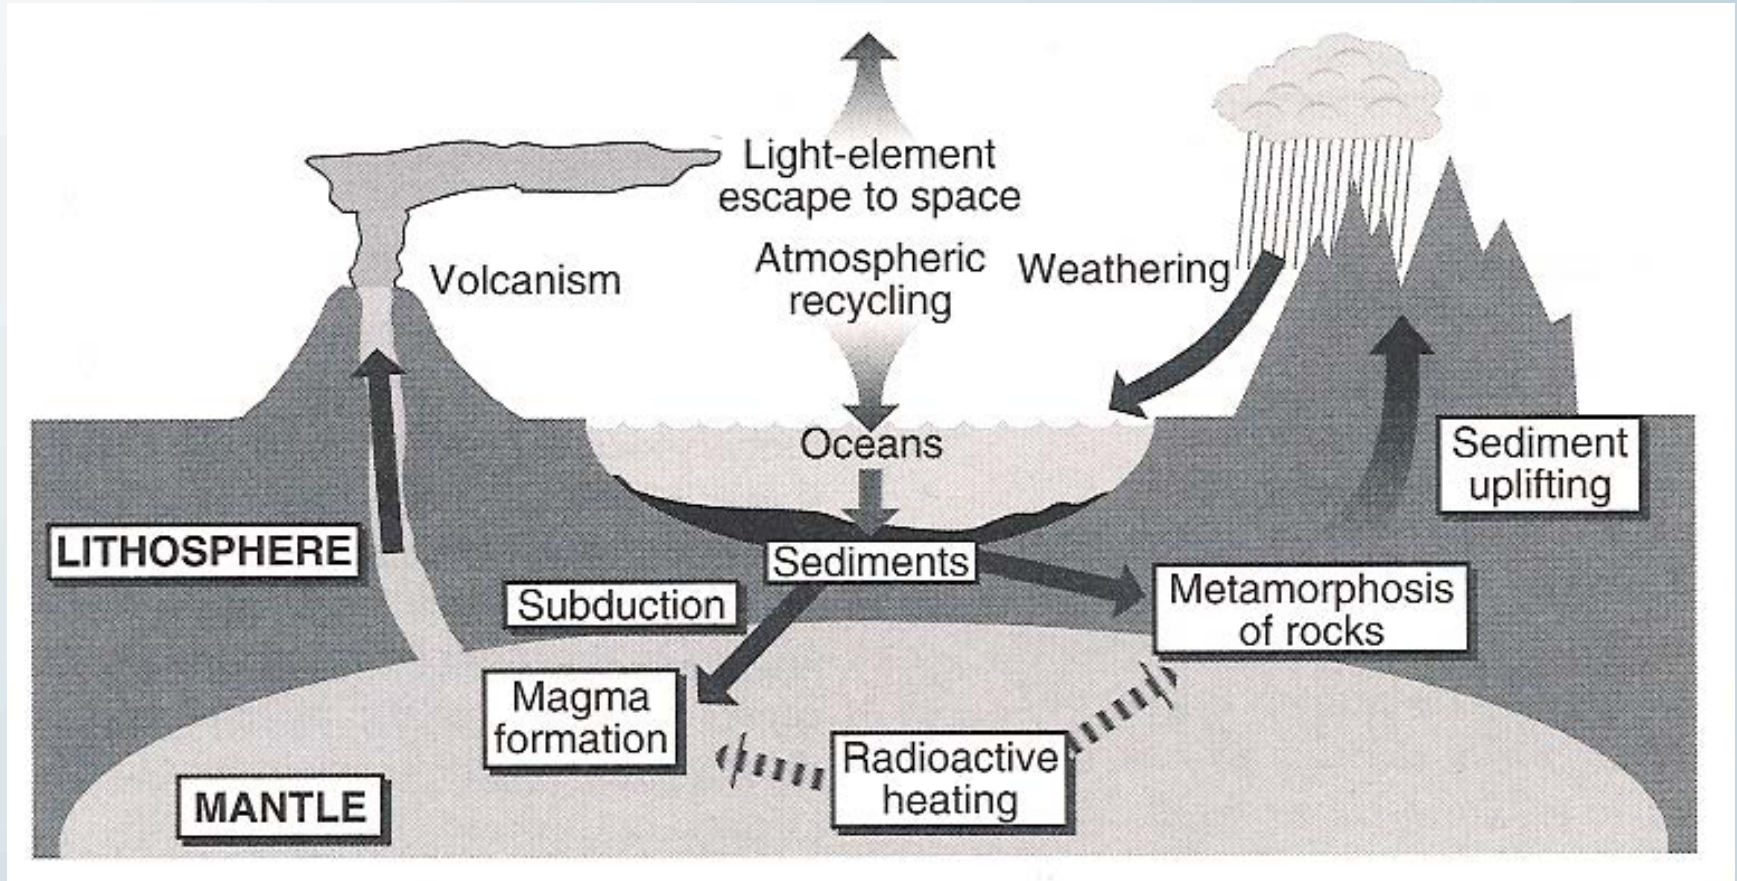 Light-element
escape to space
Volcanism
Atmospheric
recycling
Weathering
Oceans
Sediment
uplifting
LITHOSPHERE
Sediments
Subduction
Metamorphosis
of rocks
Magma
formation
Radioactive
heating
MANTLE